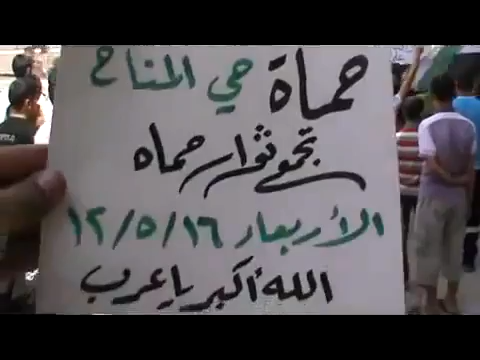 حماة حي المناخ
تجمع ثوار حماه
الأربعاء ١٢/٥/١٦
الله أكبر يا عرب